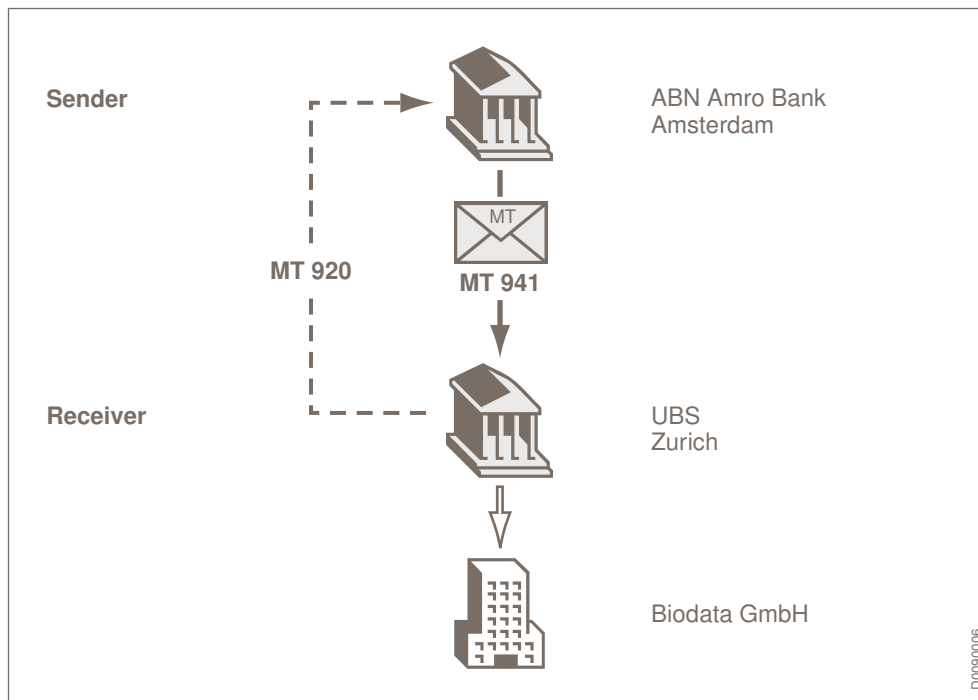 Sender
ABN Amro Bank
Amsterdam
MT
MT 920
MT 941
Receiver
UBS
Zurich
Biodata GmbH
D0090006